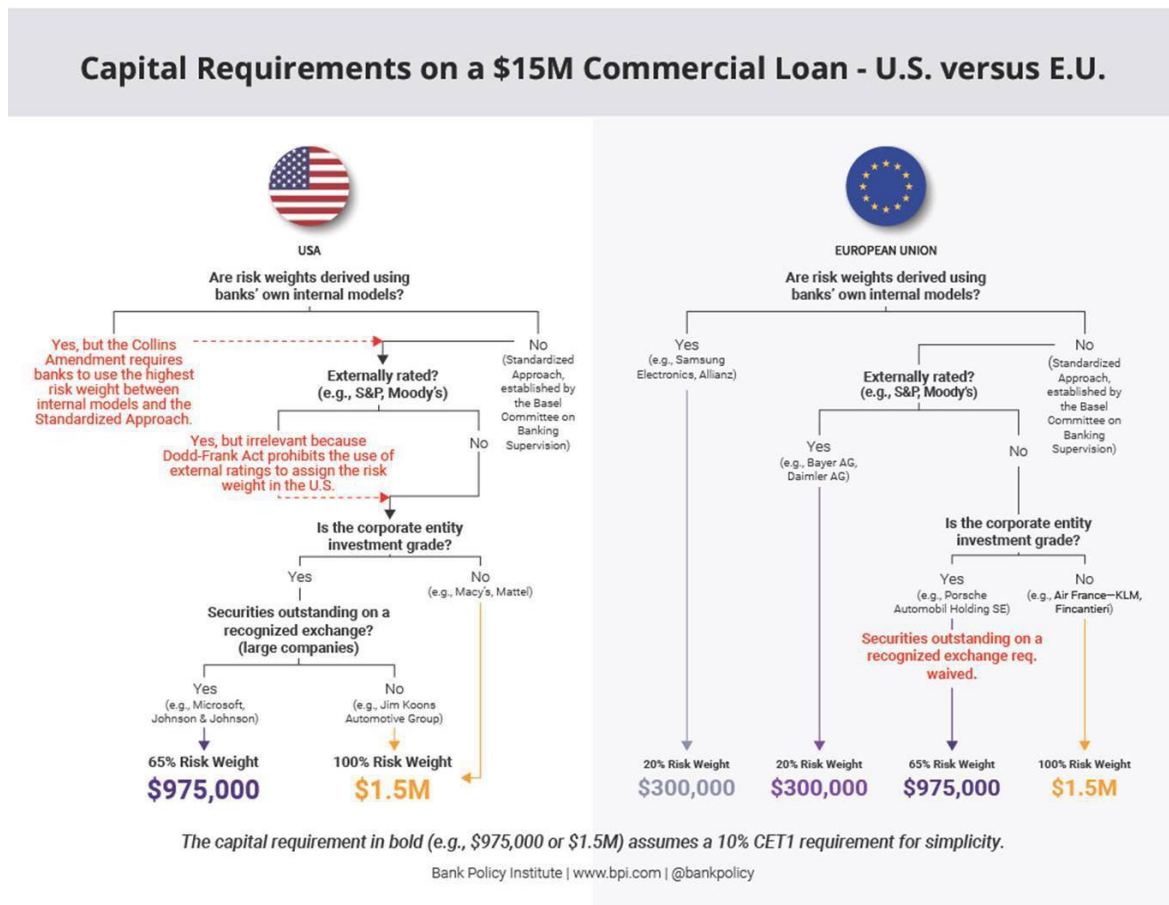 Capital Requirements on a $15M Commercial Loan - U.S. versus E.U.
USA
Are risk weights derived using
banks' own internal models?
Yes, but the Collins
Amendment requires
banks to use the highest
risk weight between
internal models and the
Standardized Approach.
No
(Standardized
Approach,
established by
the Basel
Committee on
Banking
Supervision)
Externally rated?
(e.g., S&P, Moody's)
Yes, but irrelevant because
Dodd-Frank Act prohibits the use of
external ratings to assign the risk
weight in the U.S.
No
Is the corporate entity
investment grade?
Yes
No
(e.g., Macy's, Mattel)
Securities outstanding on a
recognized exchange?
(large companies)
Yes
(e.g., Microsoft,
Johnson & Johnson)
No
(e.g., Jim Koons
Automotive Group)
65% Risk Weight
$975,000
100% Risk Weight
$1.5M
EUROPEAN UNION
Are risk weights derived using
banks' own internal models?
Yes
(e.g., Samsung
Electronics, Allianz)
No
(Standardized
Approach,
established by
the Basel
Committee on
Banking
Supervision)
Externally rated?
(e.g., S&P, Moody's)
Yes
(e.g., Bayer AG,
Daimler AG)
No
Is the corporate entity
investment grade?
Yes
(e.g., Porsche
Automobil Holding SE)
No
(e.g., Air France—KLM,
Fincantieri)
Securities outstanding on a
recognized exchange req.
waived.
20% Risk Weight
$300,000
20% Risk Weight
$300,000
65% Risk Weight
$975,000
100% Risk Weight
$1.5M
The capital requirement in bold (e.g., $975,000 or $1.5M) assumes a 10% CET1 requirement for simplicity.
Bank Policy Institute | www.bpi.com | @bankpolicy